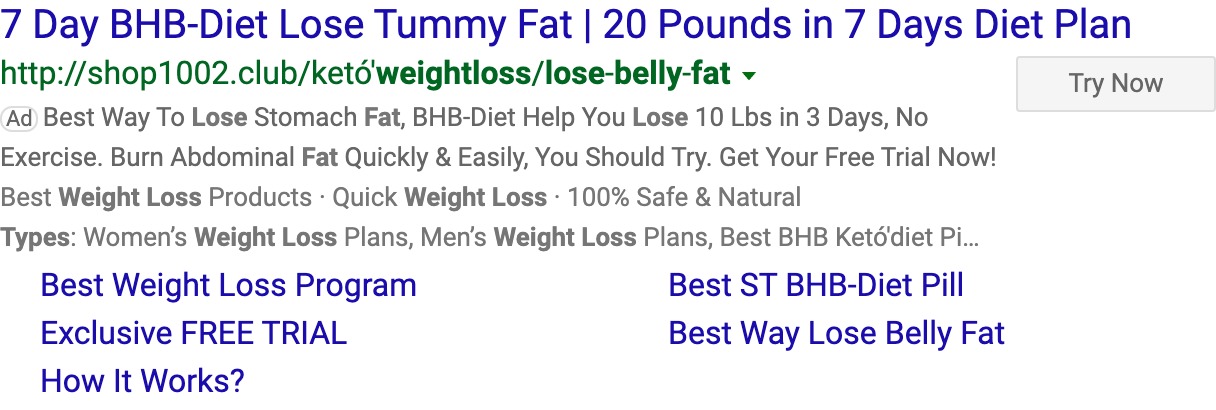 7 Day BHB-Diet Lose Tummy Fat | 20 Pounds in 7 Days Diet Plan
http://shop1002.club/ketó'weightloss/lose-belly-fat
Try Now
Ad Best Way To Lose Stomach Fat, BHB-Diet Help You Lose 10 Lbs in 3 Days, No
Exercise. Burn Abdominal Fat Quickly & Easily, You Should Try. Get Your Free Trial Now!
Best Weight Loss Products · Quick Weight Loss · 100% Safe & Natural
Types: Women’s Weight Loss Plans, Men’s Weight Loss Plans, Best BHB Ketó'diet Pi...
Best Weight Loss Program
Best ST BHB-Diet Pill
Exclusive FREE TRIAL
Best Way Lose Belly Fat
How It Works?